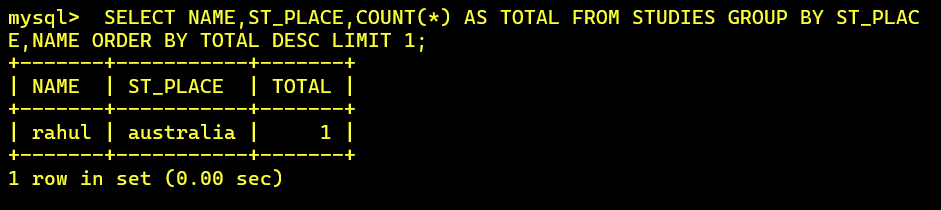 mysql>  SELECT NAME,ST_PLACE,COUNT(*) AS TOTAL FROM STUDIES GROUP BY ST_PLAC
E,NAME ORDER BY TOTAL DESC LIMIT 1;
+-------+-----------+-------+
| NAME  | ST_PLACE  | TOTAL |
+-------+-----------+-------+
| rahul | australia |     1 |
+-------+-----------+-------+
1 row in set (0.00 sec)